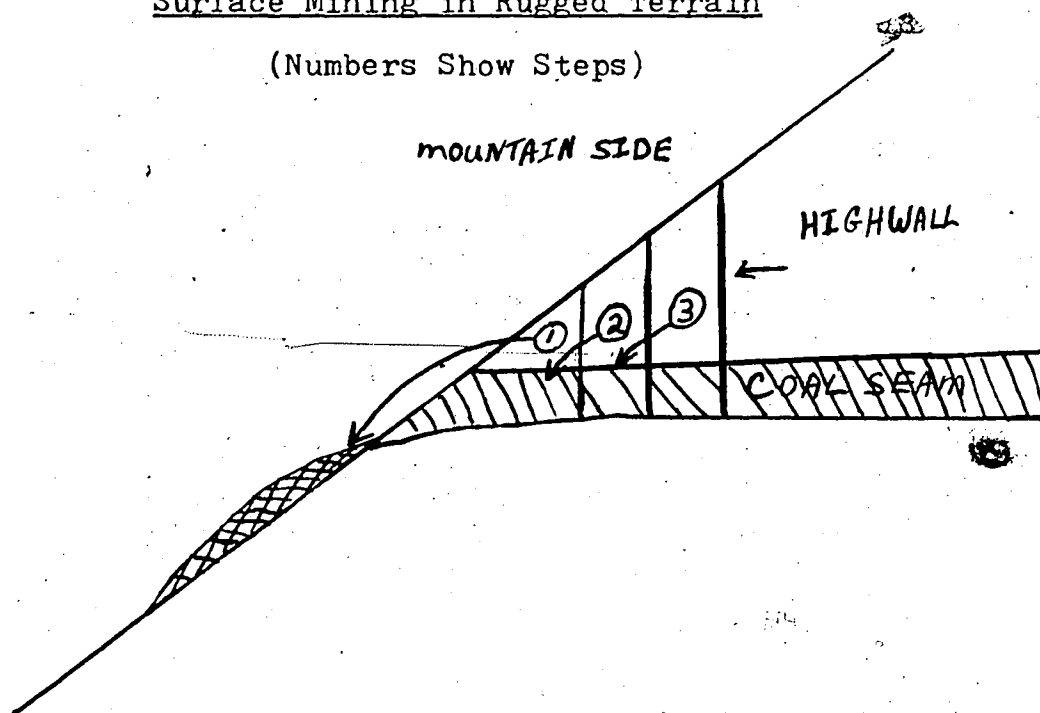 Surface Mining in Rugged Terrain
(Numbers Show Steps)
MOUNTAIN SIDE
HIGHWALL
1 2 3
COAL SEAM